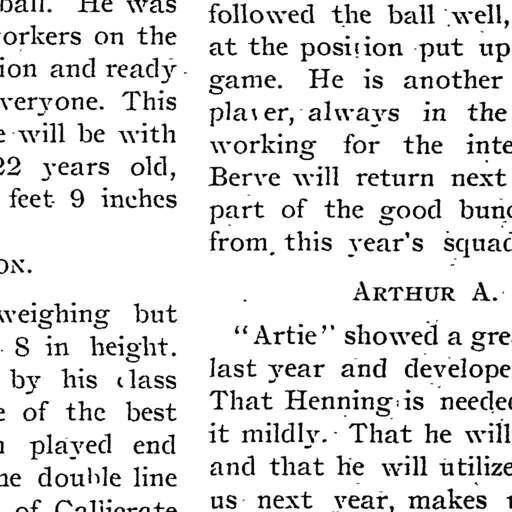 ball. He was
workers on the
ion and ready
veryone. This
e will be with
22 years old,
feet 9 inches
ON.
weighing but
8 in height.
by his class
e of the best
n played end
he double line
of Callicrate
followed the ball well,
at the position put up
game. He is another
player, always in the
working for the inte
Berve will return next
part of the good bunc
from this year's squad
ARTHUR A.
"Artie" showed a grea
last year and develope
That Henning is needed
it mildly. That he will
and that he will utilize
us next year, makes